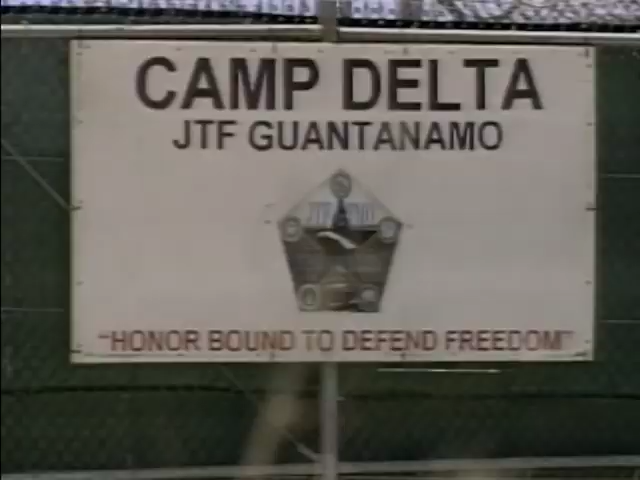 CAMP DELTA
JTF GUANTANAMO
"HONOR BOUND TO DEFEND FREEDOM"